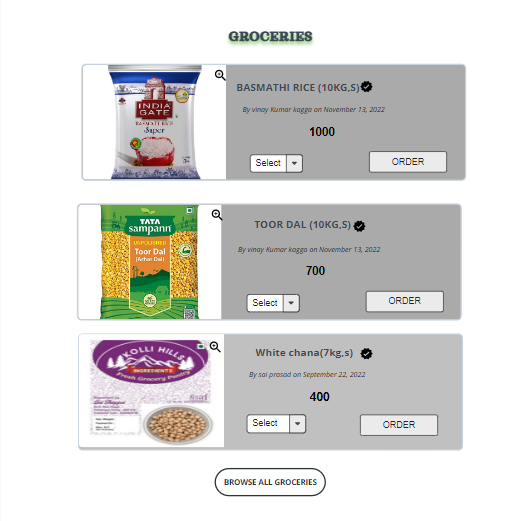 GROCERIES
INDIA
GATE
BASMATI RICE
Super
BASMATHI RICE (10KG,S)
By vinay Kumar kagga on November 13, 2022
1000
Select
ORDER
TATA
sampann
UNPOLISHED
Toor Dal
(Arhar Dal)
TOOR DAL (10KG,S)
By vinay Kumar kagga on November 13, 2022
700
Select
ORDER
KOLLI HILLS
INGREDIENTS
Fresh Grocery Pantry
White chana(7kg,s)
By sai prasad on September 22, 2022
400
Select
ORDER
BROWSE ALL GROCERIES